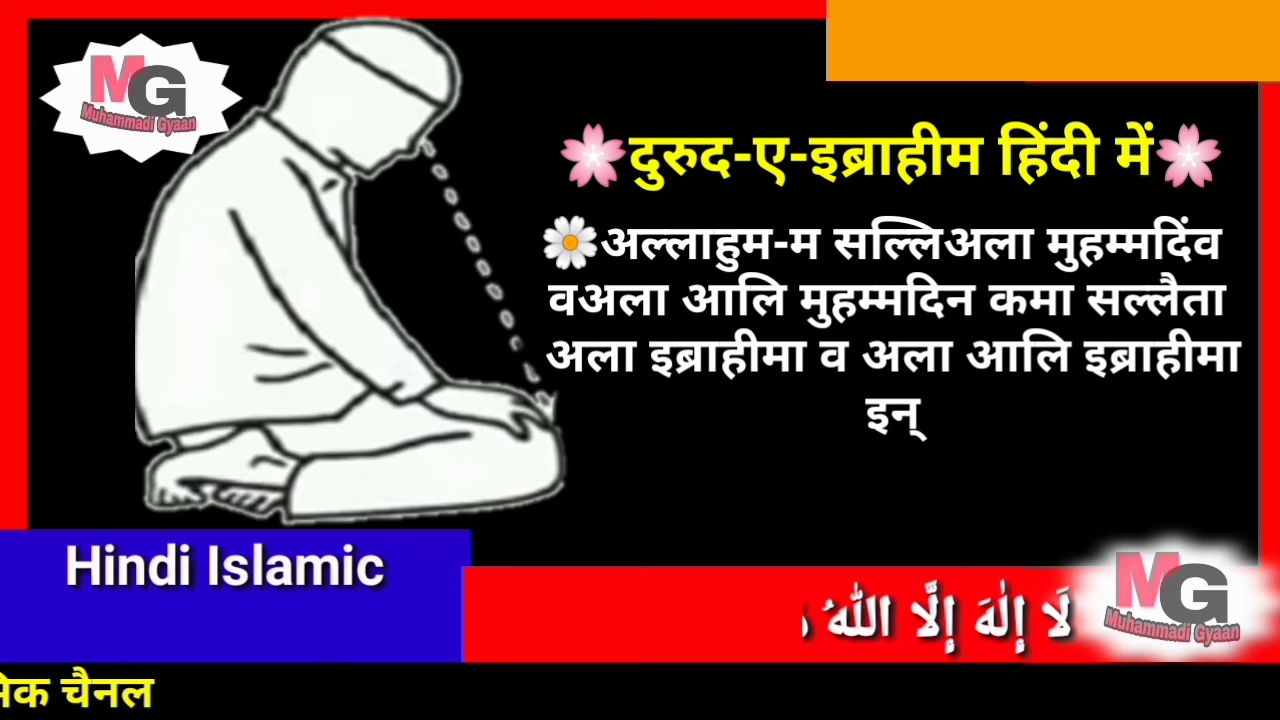 MG
Muhammadi Gyaan
दुरुद-ए-इब्राहीम हिंदी में
अल्लाहुम-म सल्लिअला मुहम्मदिंव
वअला आलि मुहम्मदिन कमा सल्लैता
अला इब्राहीमा व अला आलि इब्राहीमा
इन्
Hindi Islamic
لَا إِلٰهَ إِلَّا اللهُ
MG
Muhammadi Gyaan
चैनल